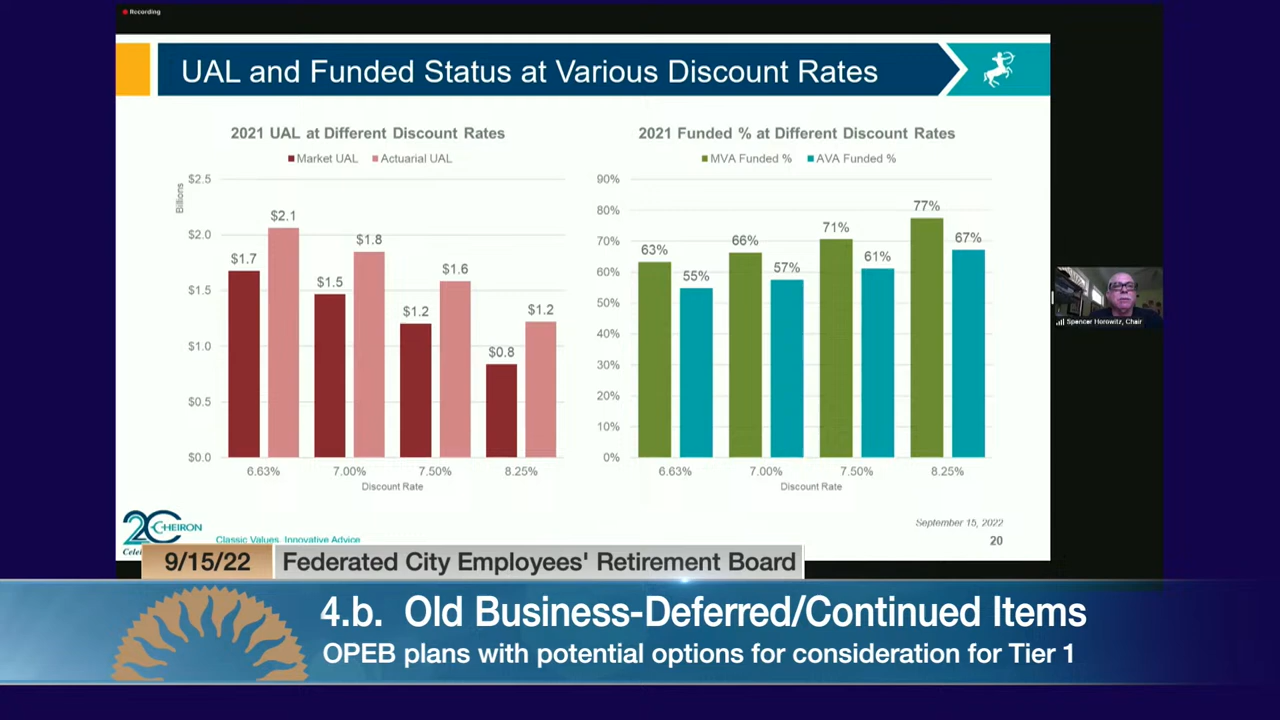 Recording
UAL and Funded Status at Various Discount Rates
2021 UAL at Different Discount Rates
Market UAL Actuarial UAL
Billions
$2.5
$2.0
$1.5
$1.0
$0.5
$0.0
$1.7
$2.1
$1.5
$1.8
$1.2
$1.6
$0.8
$1.2
6.63% 7.00% 7.50% 8.25%
Discount Rate
2021 Funded % at Different Discount Rates
MVA Funded % AVA Funded %
90%
80%
70%
60%
50%
40%
30%
20%
10%
0%
63%
55%
66%
57%
71%
61%
77%
67%
6.63% 7.00% 7.50% 8.25%
Discount Rate
Spencer Horowitz, Chair
September 15, 2022
20
CHEIRON
Classic Values, Innovative Advice
9/15/22 Federated City Employees' Retirement Board
4.b. Old Business-Deferred/Continued Items
OPEB plans with potential options for consideration for Tier 1